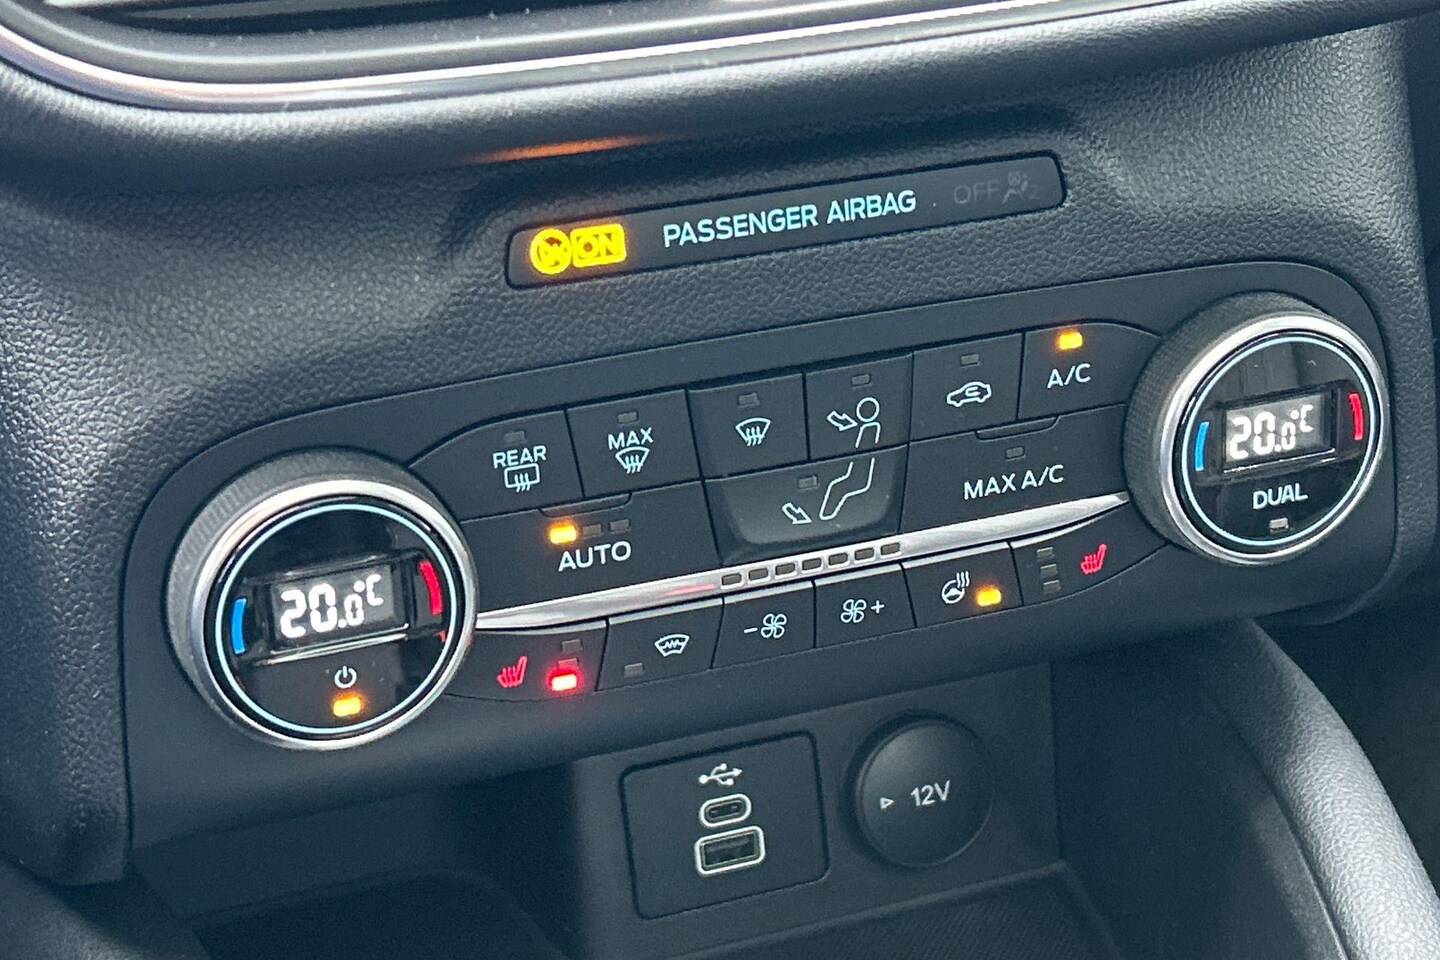 ON PASSENGER AIRBAG OFF
A/C
MAX
REAR
MAX A/C
AUTO
20.0°C
DUAL
20.0°C
- +
12V